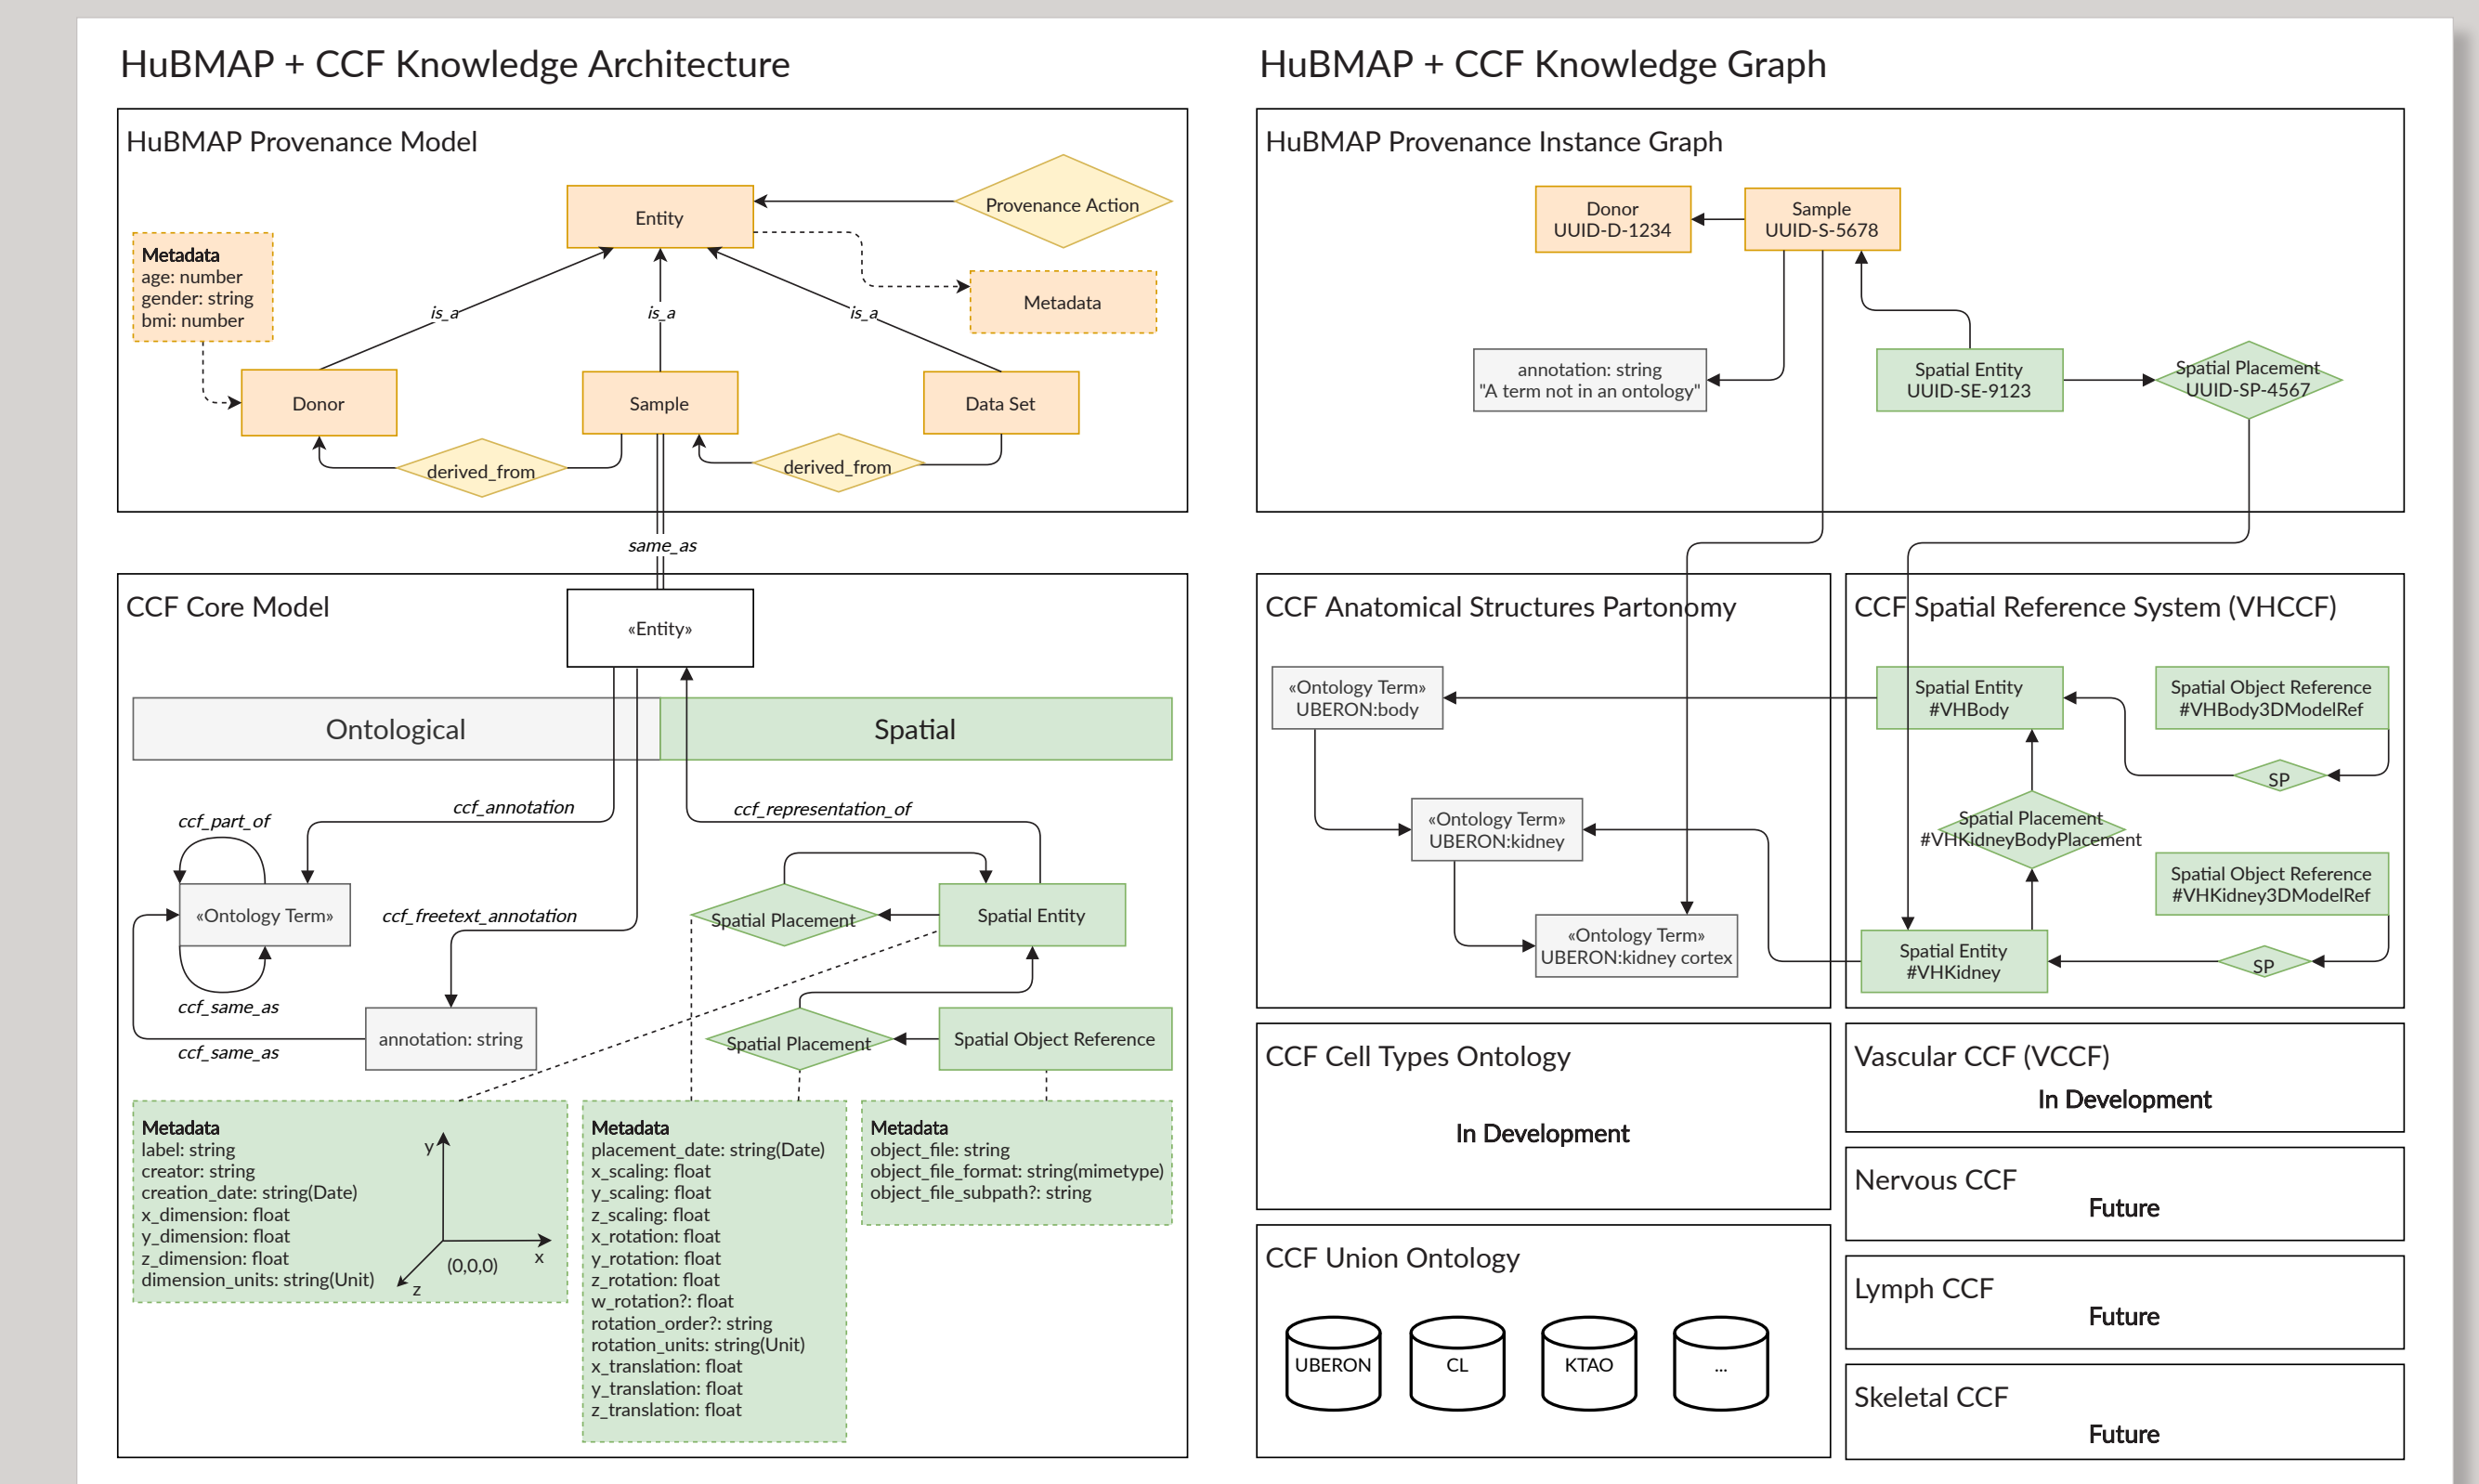 HuBMAP + CCF Knowledge Architecture
HuBMAP Provenance Model
Provenance Action
Entity
Metadata
age: number
gender: string
bmi: number
Metadata
is_a
is_a
is_a
Donor
Sample
Data Set
derived_from
derived_from
same_as
CCF Core Model
«Entity»
Ontological
Spatial
ccf_annotation
ccf_representation_of
ccf_part_of
«Ontology Term»
ccf_freetext_annotation
Spatial Placement
Spatial Entity
ccf_same_as
annotation: string
ccf_same_as
Spatial Placement
Spatial Object Reference
Metadata
label: string
creator: string
creation_date: string(Date)
x_dimension: float
y_dimension: float
z_dimension: float
dimension_units: string(Unit)
y
x
z
(0,0,0)
Metadata
placement_date: string(Date)
x_scaling: float
y_scaling: float
z_scaling: float
x_rotation: float
y_rotation: float
z_rotation: float
w_rotation?: float
rotation_order?: string
rotation_units: string(Unit)
x_translation: float
y_translation: float
z_translation: float
Metadata
object_file: string
object_file_format: string(mimetype)
object_file_subpath?: string
HuBMAP + CCF Knowledge Graph
HuBMAP Provenance Instance Graph
Donor
UUID-D-1234
Sample
UUID-S-5678
annotation: string
"A term not in an ontology"
Spatial Entity
UUID-SE-9123
Spatial Placement
UUID-SP-4567
CCF Anatomical Structures Partonomy
«Ontology Term»
UBERON:body
«Ontology Term»
UBERON:kidney
«Ontology Term»
UBERON:kidney cortex
CCF Spatial Reference System (VHCCF)
Spatial Entity
#VHBody
Spatial Object Reference
#VHBody3DModelRef
SP
Spatial Placement
#VHKidneyBodyPlacement
Spatial Object Reference
#VHKidney3DModelRef
Spatial Entity
#VHKidney
SP
CCF Cell Types Ontology
In Development
CCF Union Ontology
UBERON
CL
KTAO
...
Vascular CCF (VCCF)
In Development
Nervous CCF
Future
Lymph CCF
Future
Skeletal CCF
Future